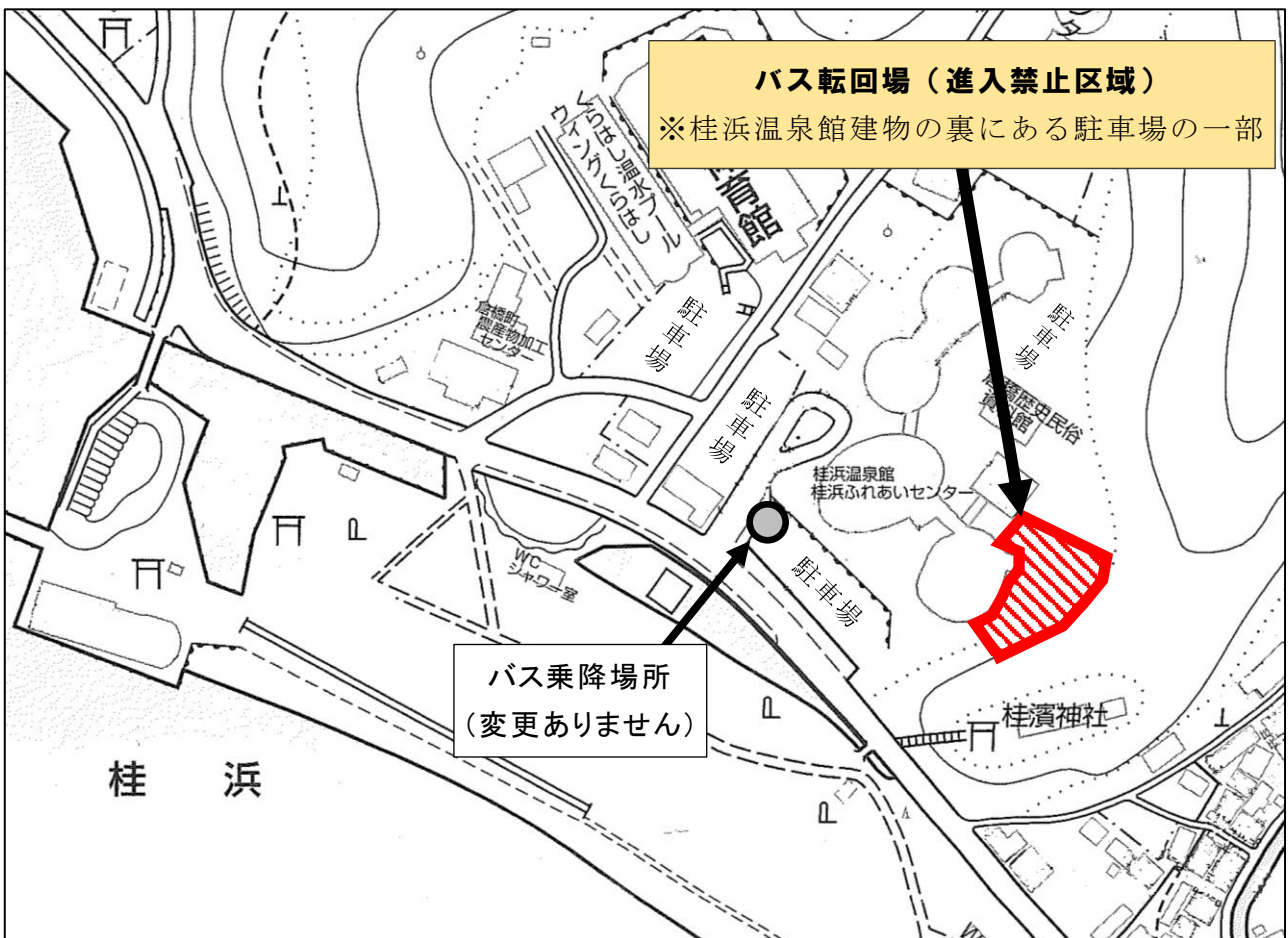 バス転回場（進入禁止区域）
※桂浜温泉館建物の裏にある駐車場の一部
くらはし温水プール
ウィングくらはし
育館
駐車場
駐車場
駐車場
駐車場
倉橋町
農産物加工
センター
倉橋歴史民俗
資料館
桂浜温泉館
桂浜ふれあいセンター
WC
シャワー室
バス乗降場所
（変更ありません）
桂濱神社
桂浜